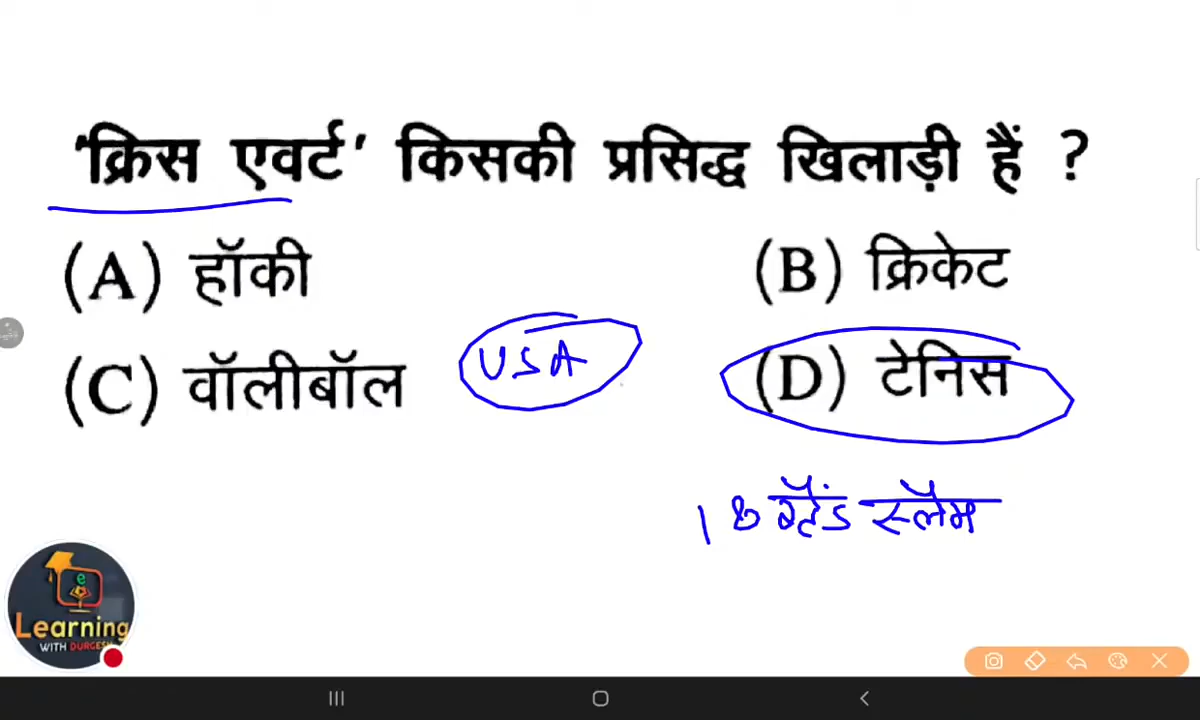 'क्रिस एवर्ट' किसकी प्रसिद्ध खिलाड़ी हैं ?
(A) हॉकी (B) क्रिकेट
(C) वॉलीबॉल USA (D) टेनिस
18 ग्रैंड स्लैम
e
Learning
WITH DURGESH